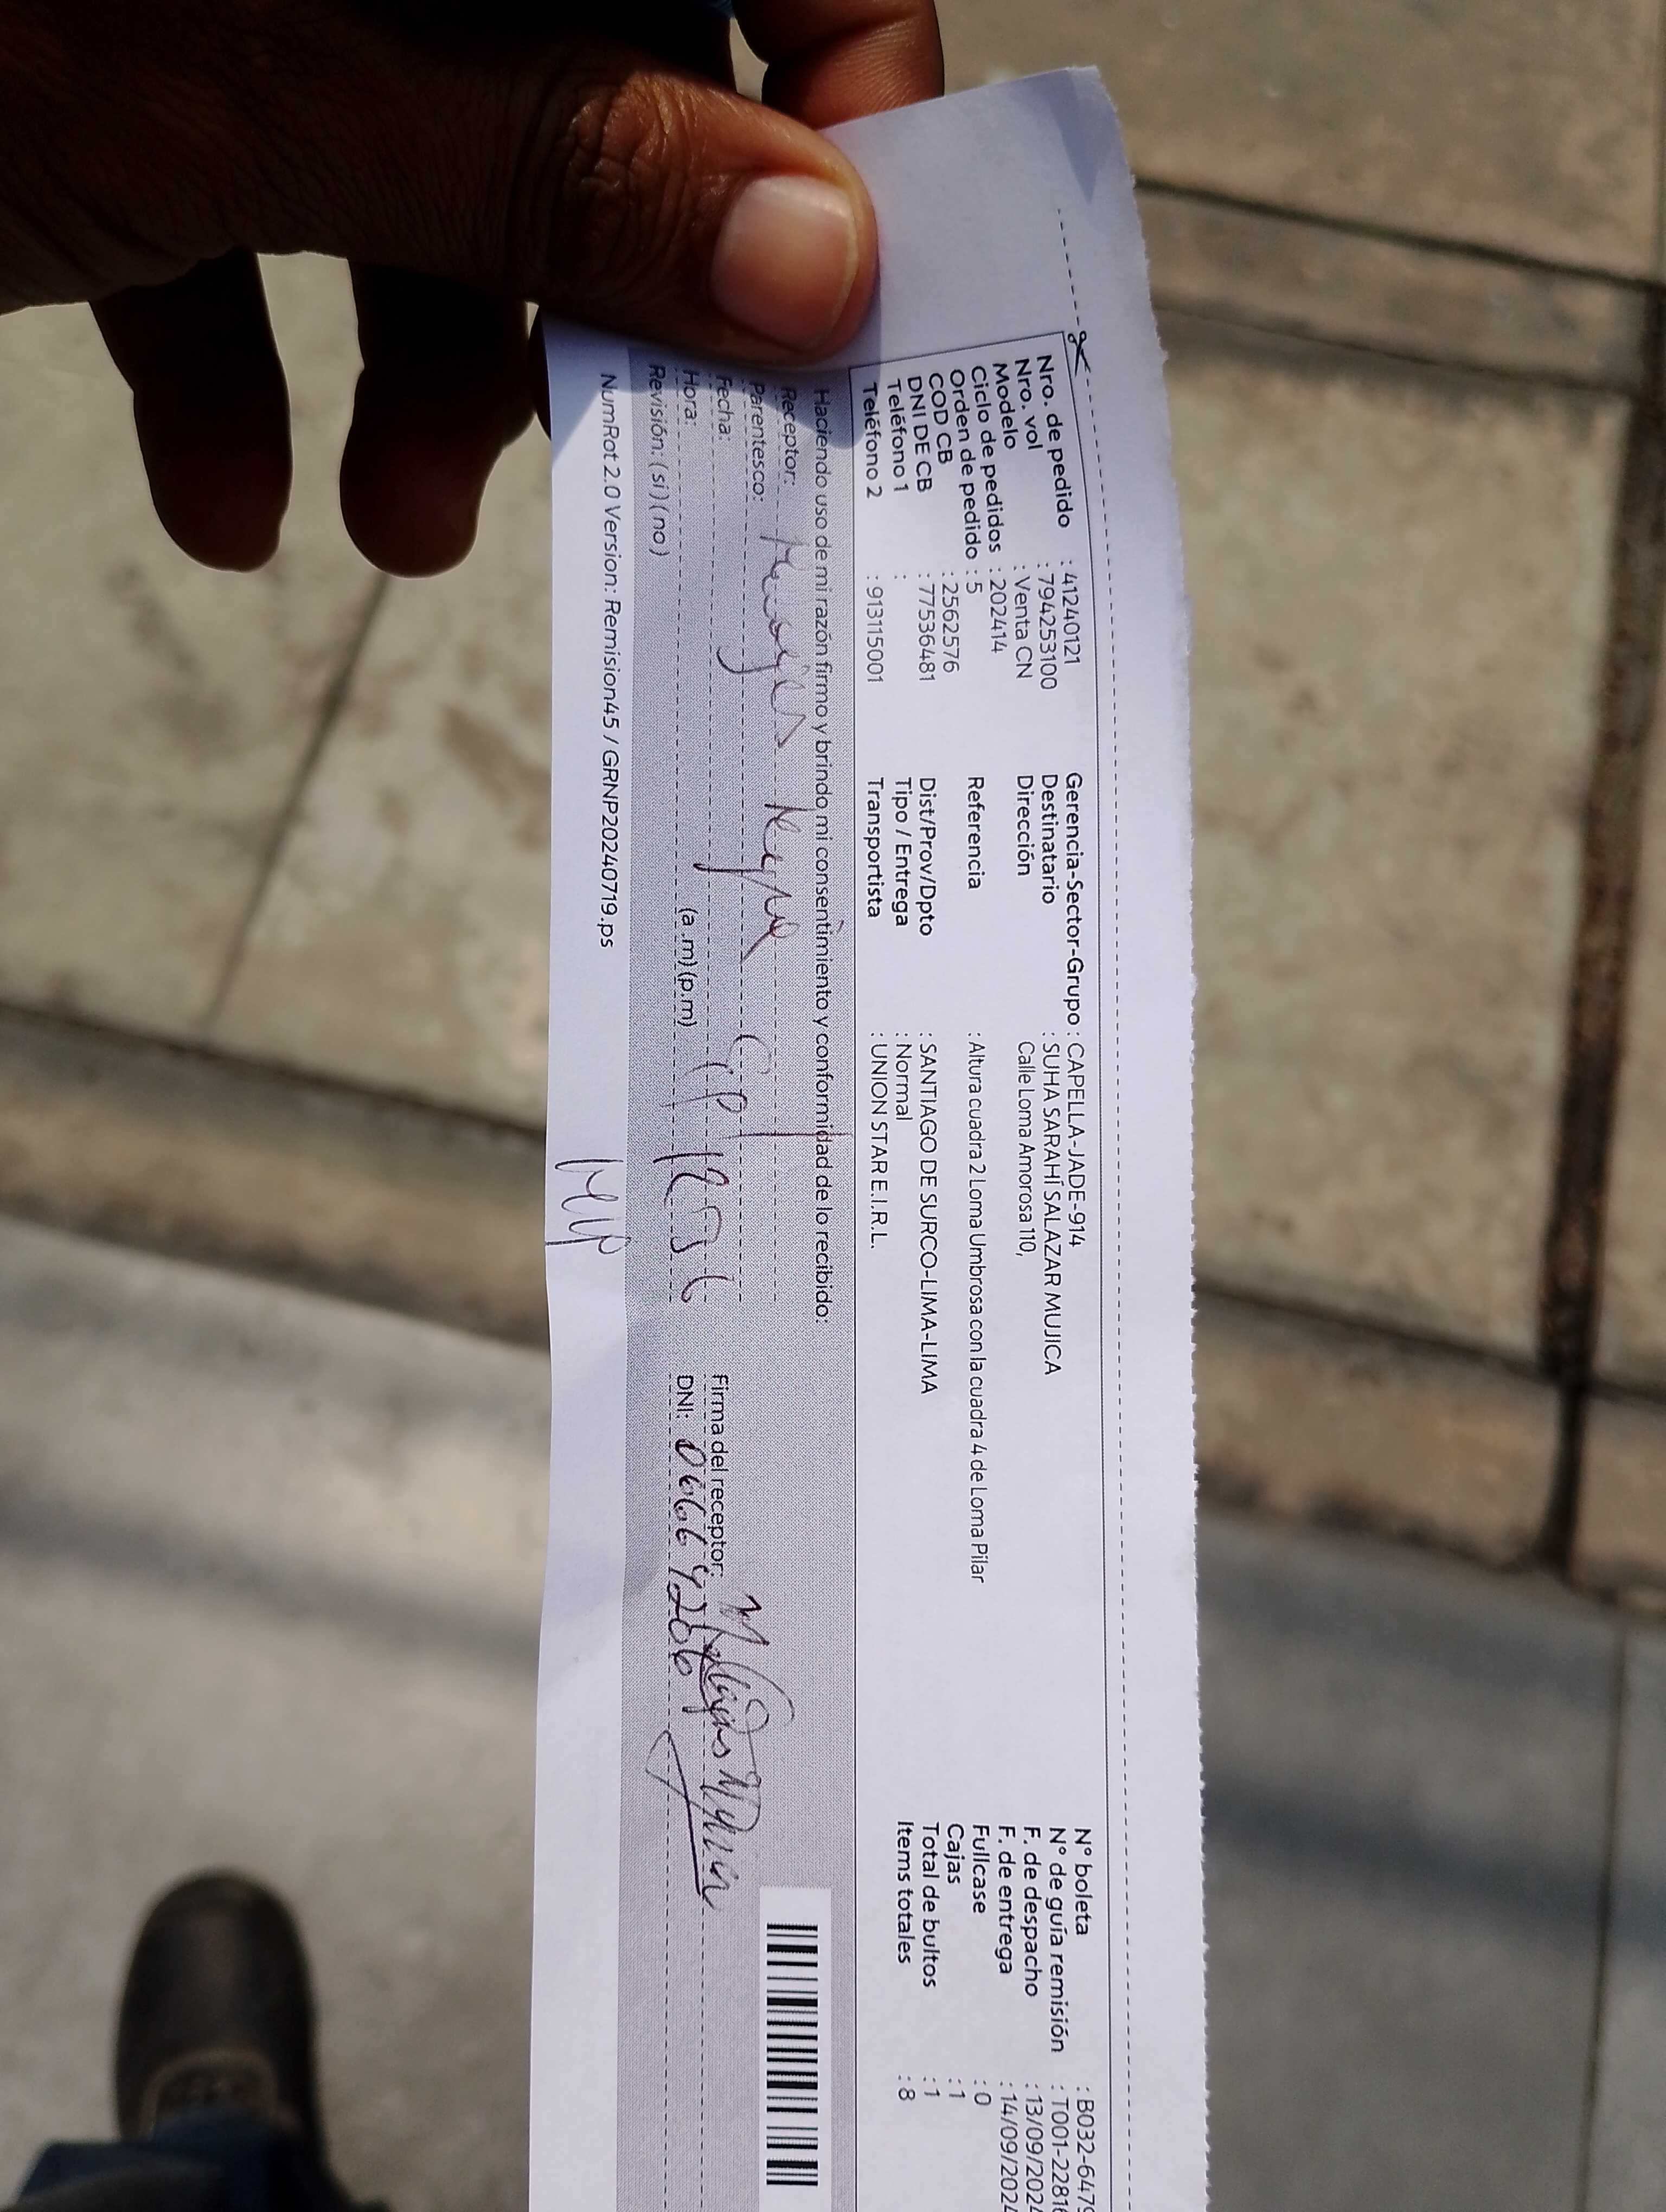 Nro. de pedido : 41240121
Nro. vol : 794253100
Modelo : Venta CN
Ciclo de pedidos : 202414
Orden de pedido : 5
COD CB : 2562576
DNI DE CB : 77536481
Teléfono 1 :
Teléfono 2 : 913115001
Gerencia-Sector-Grupo : CAPELLA-JADE-914
Destinatario : SUHA SARAHÍ SALAZAR MUJICA
Dirección Calle Loma Amorosa 110,
Referencia : Altura cuadra 2 Loma Umbrosa con la cuadra 4 de Loma Pilar
Dist/Prov/Dpto : SANTIAGO DE SURCO-LIMA-LIMA
Tipo / Entrega : Normal
Transportista : UNION STAR E.I.R.L.
N° boleta : B032-6479
N° de guía remisión : T001-22818
F. de despacho : 13/09/2024
F. de entrega : 14/09/2024
Fullcase : 0
Cajas : 1
Total de bultos : 1
Items totales : 8
Haciendo uso de mi razón firmo y brindo mi consentimiento y conformidad de lo recibido:
Receptor:
Parentesco:
Fecha:
Hora: (a.m) (p.m)
Revisión: (si) (no)
Firma del receptor:
DNI:
NumRot 2.0 Version: Remision45 / GRNP20240719.ps